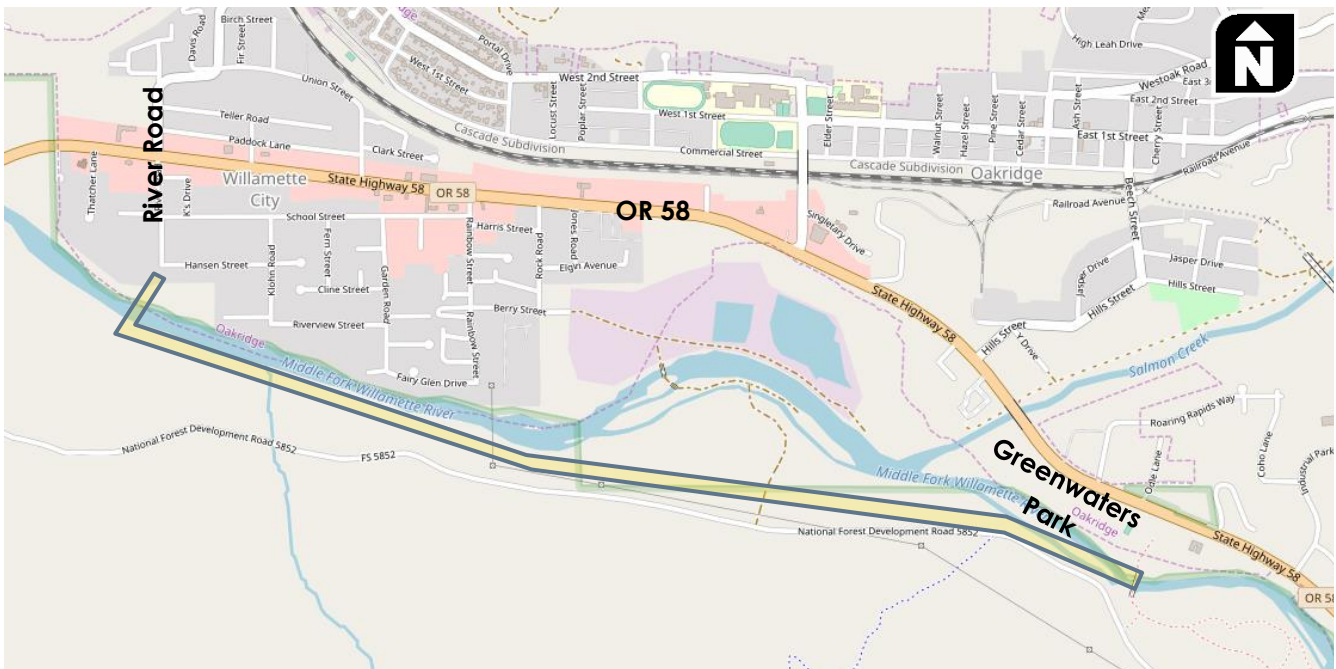 Birch Street
Davis Road
Fir Street
Portal Drive
West 1st Street
West 2nd Street
High Leah Drive
N
Westoak Road
East 2nd Street
East 1st Street
Union Street
Teller Road
Paddock Lane
Clark Street
Locust Street
Poplar Street
West 1st Street
Commercial Street
Elder Street
Walnut Street
Hazel Street
Pine Street
Cedar Street
Ash Street
Cherry Street
Railroad Avenue
Cascade Subdivision
Cascade Subdivision
Oakridge
Railroad Avenue
Beech Street
River Road
Thatcher Lane
K's Drive
Willamette
City
State Highway 58
OR 58
OR 58
School Street
Harris Street
Rainbow Street
Rock Road
Jones Road
Elgin Avenue
Singletary Drive
Hansen Street
Klohn Road
Fern Street
Cline Street
Garden Road
Riverview Street
Rainbow Street
Berry Street
Fairy Glen Drive
Jasper Drive
Jasper Drive
Hills Street
Hills Street
Hills Street
Y Drive
State Highway 58
Salmon Creek
Oakridge
Middle Fork Willamette River
National Forest Development Road 5852
FS 5852
Roaring Rapids Way
Coho Lane
Industrial Park
Odle Lane
Greenwaters
Park
Middle Fork Willamette
Oakridge
National Forest Development Road 5852
State Highway 58
OR 58